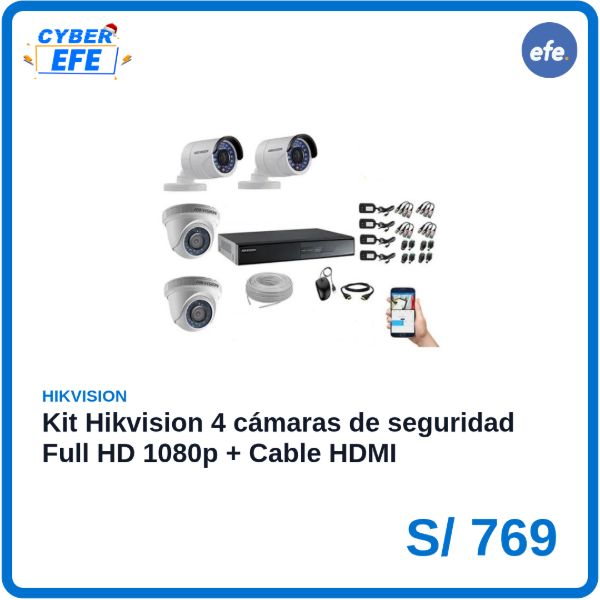 CYBER
EFE
efe.
HIKVISION
Kit Hikvision 4 cámaras de seguridad
Full HD 1080p + Cable HDMI
S/ 769